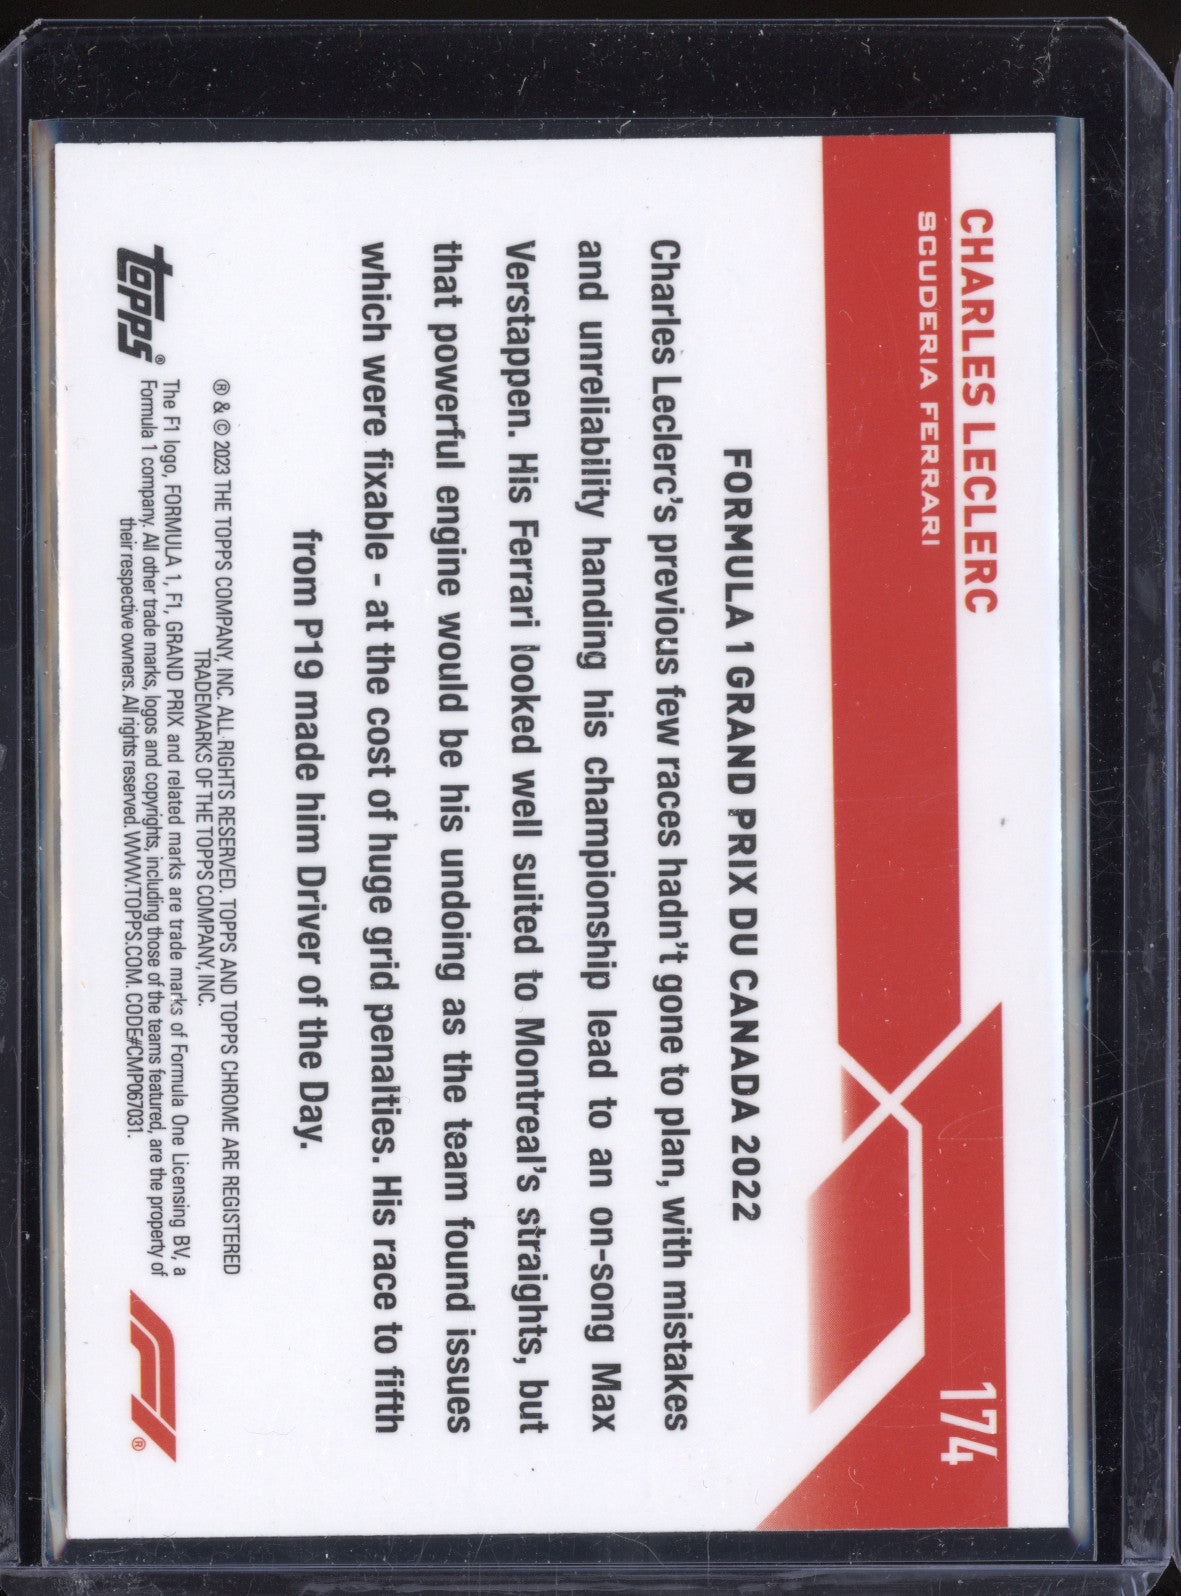 CHARLES LECLERC
SCUDERIA FERRARI
174
FORMULA 1 GRAND PRIX DU CANADA 2022
Charles Leclerc's previous few races hadn't gone to plan, with mistakes
and unreliability handing his championship lead to an on-song Max
Verstappen. His Ferrari looked well suited to Montreal's straights, but
that powerful engine would be his undoing as the team found issues
which were fixable - at the cost of huge grid penalties. His race to fifth
from P19 made him Driver of the Day.
® & © 2023 THE TOPPS COMPANY, INC. ALL RIGHTS RESERVED. TOPPS AND TOPPS CHROME ARE REGISTERED
TRADEMARKS OF THE TOPPS COMPANY, INC.
The F1 logo, FORMULA 1, F1, GRAND PRIX and related marks are trade marks of Formula One Licensing BV, a
Formula 1 company. All other trade marks, logos and copyrights, including those of the teams featured, are the property of
their respective owners. All rights reserved. WWW.TOPPS.COM. CODE#CMP067031.
Topps®
F1®